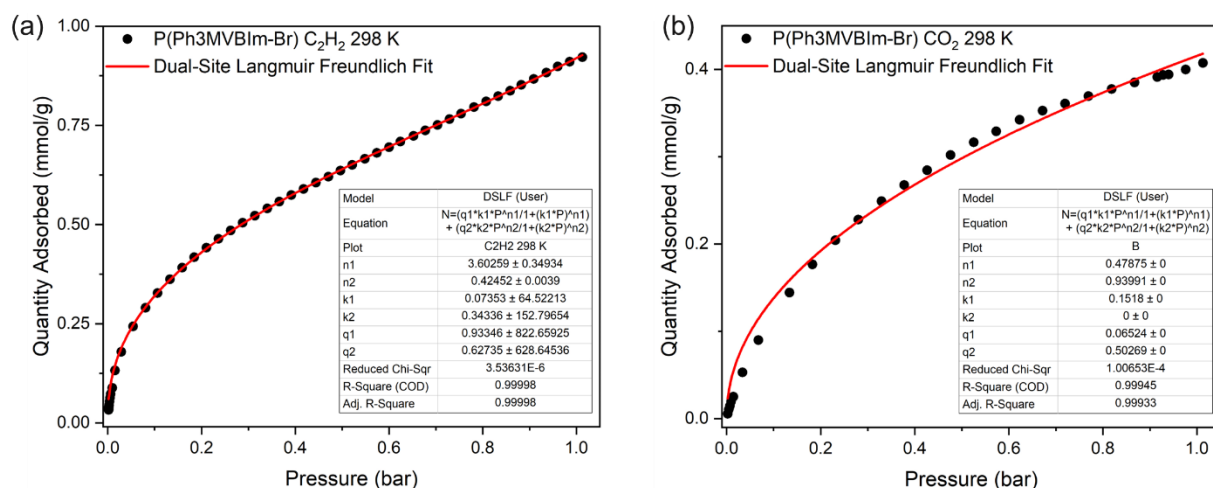 (a)
P(Ph3MVBIm-Br) C₂H₂ 298 K
Dual-Site Langmuir Freundlich Fit
Quantity Adsorbed (mmol/g)
1.00
0.75
0.50
0.25
0.00
Model DSLF (User)
Equation N=(q1*k1*P^n1/1+(k1*P)^n1)
+ (q2*k2*P^n2/1+(k2*P)^n2)
Plot C2H2 298 K
n1 3.60259 ± 0.34934
n2 0.42452 ± 0.0039
k1 0.07353 ± 64.52213
k2 0.34336 ± 152.79654
q1 0.93346 ± 822.65925
q2 0.62735 ± 628.64536
Reduced Chi-Sqr 3.53631E-6
R-Square (COD) 0.99998
Adj. R-Square 0.99998
0.0 0.2 0.4 0.6 0.8 1.0
Pressure (bar)
(b)
P(Ph3MVBIm-Br) CO₂ 298 K
Dual-Site Langmuir Freundlich Fit
Quantity Adsorbed (mmol/g)
0.4
0.2
0.0
Model DSLF (User)
Equation N=(q1*k1*P^n1/1+(k1*P)^n1)
+ (q2*k2*P^n2/1+(k2*P)^n2)
Plot B
n1 0.47875 ± 0
n2 0.93991 ± 0
k1 0.1518 ± 0
k2 0 ± 0
q1 0.06524 ± 0
q2 0.50269 ± 0
Reduced Chi-Sqr 1.00653E-4
R-Square (COD) 0.99945
Adj. R-Square 0.99933
0.0 0.2 0.4 0.6 0.8 1.0
Pressure (bar)